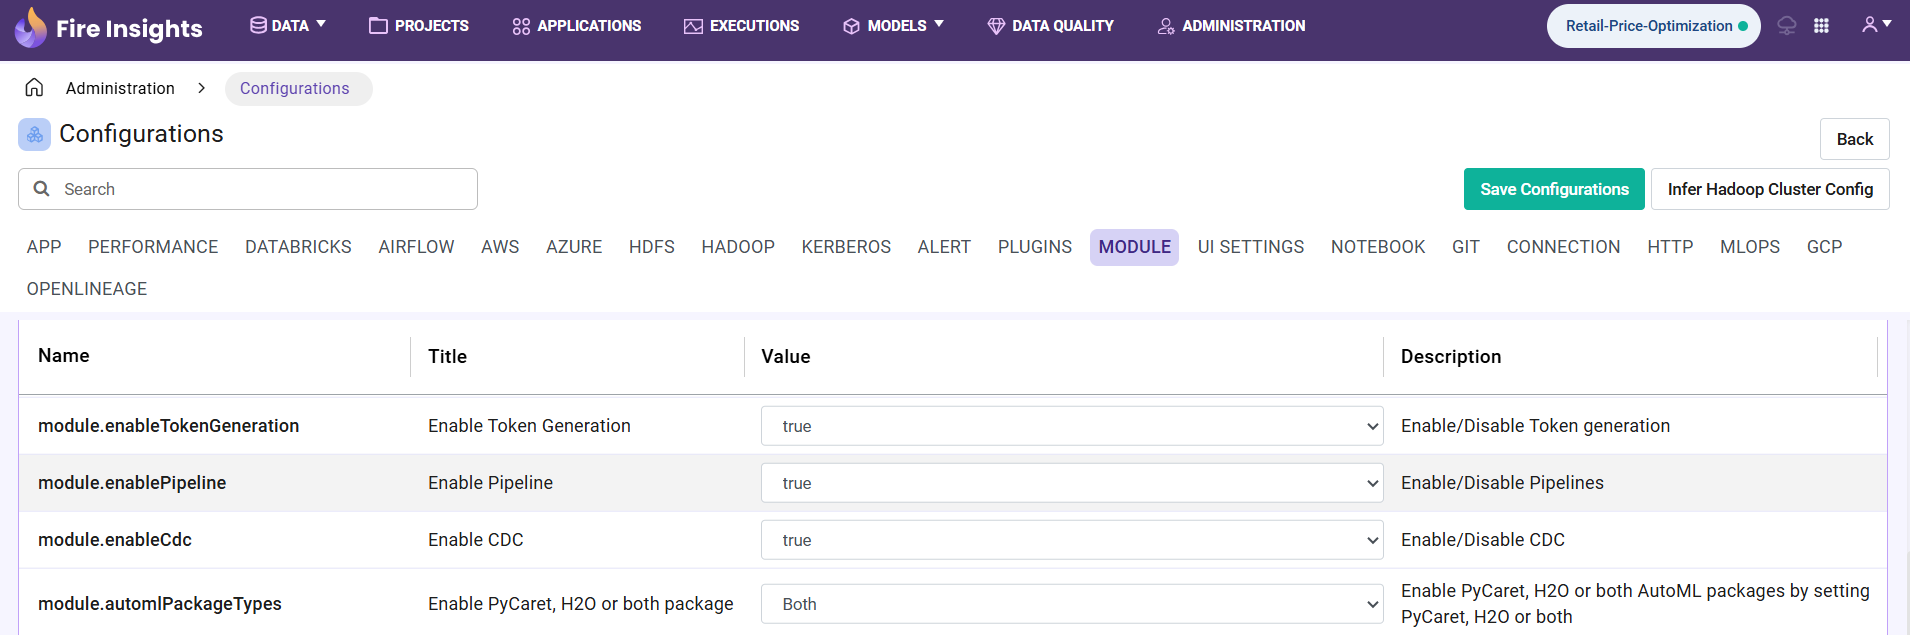 Fire Insights
DATA
PROJECTS
APPLICATIONS
EXECUTIONS
MODELS
DATA QUALITY
ADMINISTRATION
Retail-Price-Optimization
Administration
Configurations
Configurations
Back
Search
Save Configurations
Infer Hadoop Cluster Config
APP PERFORMANCE DATABRICKS AIRFLOW AWS AZURE HDFS HADOOP KERBEROS ALERT PLUGINS MODULE UI SETTINGS NOTEBOOK GIT CONNECTION HTTP MLOPS GCP
OPENLINEAGE
Name Title Value Description
module.enableTokenGeneration Enable Token Generation true Enable/Disable Token generation
module.enablePipeline Enable Pipeline true Enable/Disable Pipelines
module.enableCdc Enable CDC true Enable/Disable CDC
module.automlPackageTypes Enable PyCaret, H2O or both package Both Enable PyCaret, H2O or both AutoML packages by setting
PyCaret, H2O or both